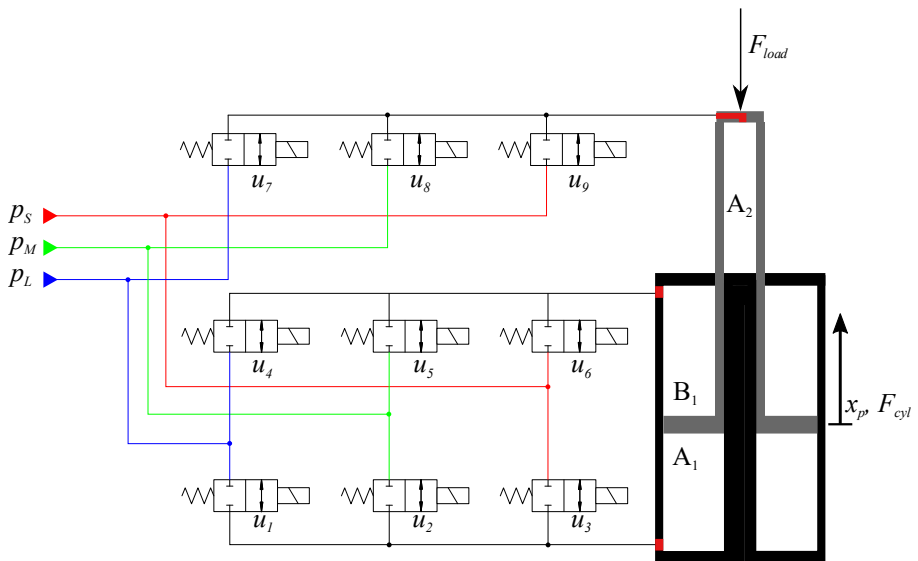 F_load
u_7 u_8 u_9
p_S
p_M
p_L
A_2
u_4 u_5 u_6
B_1
x_p, F_cyl
A_1
u_1 u_2 u_3